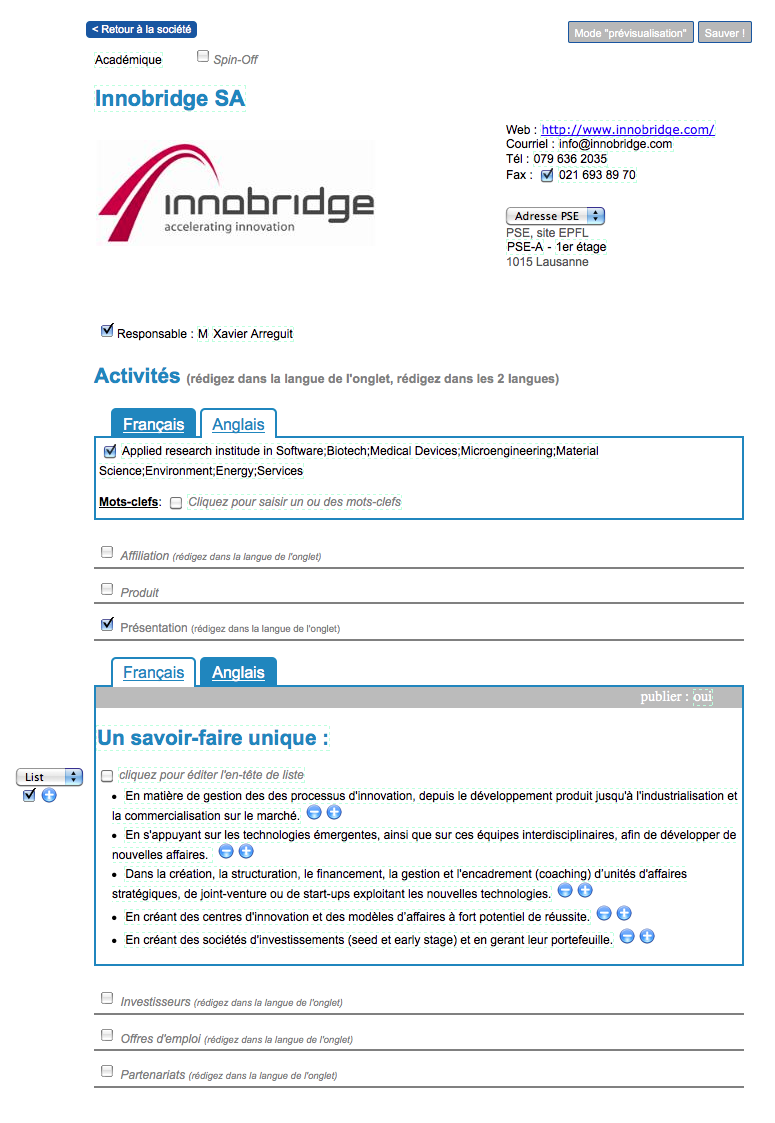 < Retour à la société
Mode "prévisualisation"
Sauver !
Académique
Spin-Off
Innobridge SA
innobridge
accelerating innovation
Web : http://www.innobridge.com/
Courriel : info@innobridge.com
Tél : 079 636 2035
Fax : 021 693 89 70
Adresse PSE
PSE, site EPFL
PSE-A - 1er étage
1015 Lausanne
Responsable : M Xavier Arreguit
Activités (rédigez dans la langue de l'onglet, rédigez dans les 2 langues)
Français
Anglais
Applied research institude in Software;Biotech;Medical Devices;Microengineering;Material
Science;Environment;Energy;Services
Mots-clefs: Cliquez pour saisir un ou des mots-clefs
Affiliation (rédigez dans la langue de l'onglet)
Produit
Présentation (rédigez dans la langue de l'onglet)
Français
Anglais
publier : oui
Un savoir-faire unique :
List
cliquez pour éditer l'en-tête de liste
• En matière de gestion des des processus d'innovation, depuis le développement produit jusqu'à l'industrialisation et
la commercialisation sur le marché.
• En s'appuyant sur les technologies émergentes, ainsi que sur ces équipes interdisciplinaires, afin de développer de
nouvelles affaires.
• Dans la création, la structuration, le financement, la gestion et l'encadrement (coaching) d'unités d'affaires
stratégiques, de joint-venture ou de start-ups exploitant les nouvelles technologies.
• En créant des centres d'innovation et des modèles d'affaires à fort potentiel de réussite.
• En créant des sociétés d'investissements (seed et early stage) et en gerant leur portefeuille.
Investisseurs (rédigez dans la langue de l'onglet)
Offres d'emploi (rédigez dans la langue de l'onglet)
Partenariats (rédigez dans la langue de l'onglet)